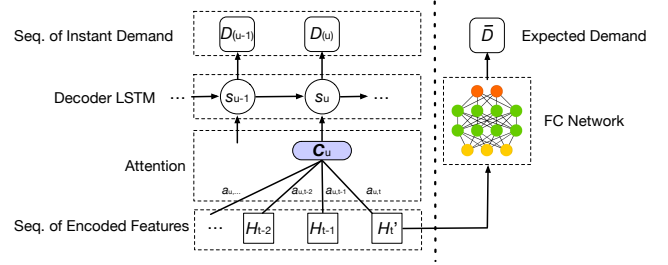 Seq. of Instant Demand D(u-1) D(u) D̄ Expected Demand
Decoder LSTM ... su-1 su ... FC Network
Attention Cu
au,... au,t-2 au,t-1 au,t
Seq. of Encoded Features ... Ht-2 Ht-1 Ht'